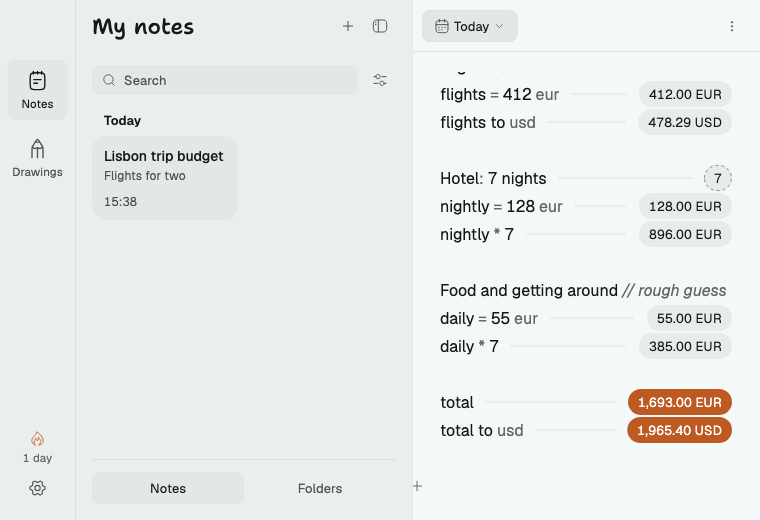 My notes
Today
Search
Notes
Drawings
Today
Lisbon trip budget
Flights for two
15:38
flights = 412 eur 412.00 EUR
flights to usd 478.29 USD
Hotel: 7 nights 7
nightly = 128 eur 128.00 EUR
nightly * 7 896.00 EUR
Food and getting around // rough guess
daily = 55 eur 55.00 EUR
daily * 7 385.00 EUR
total 1,693.00 EUR
total to usd 1,965.40 USD
1 day
Notes
Folders